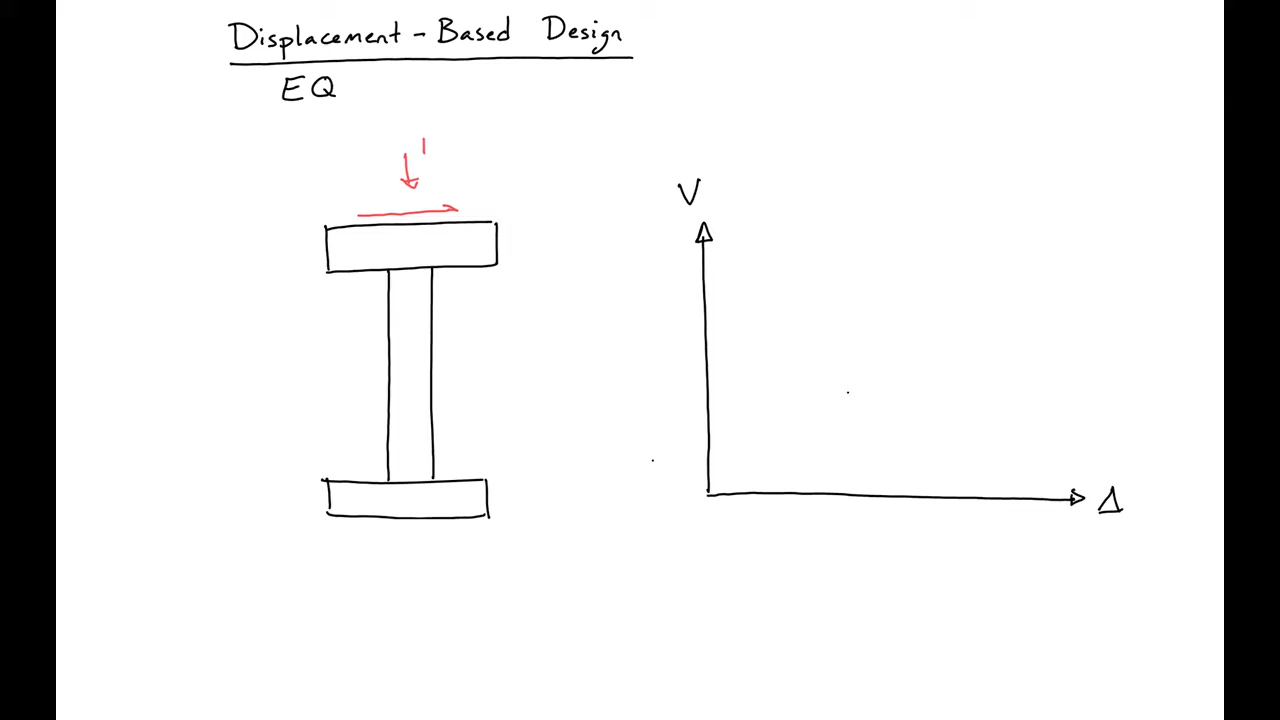 Displacement - Based Design
EQ
V
Δ